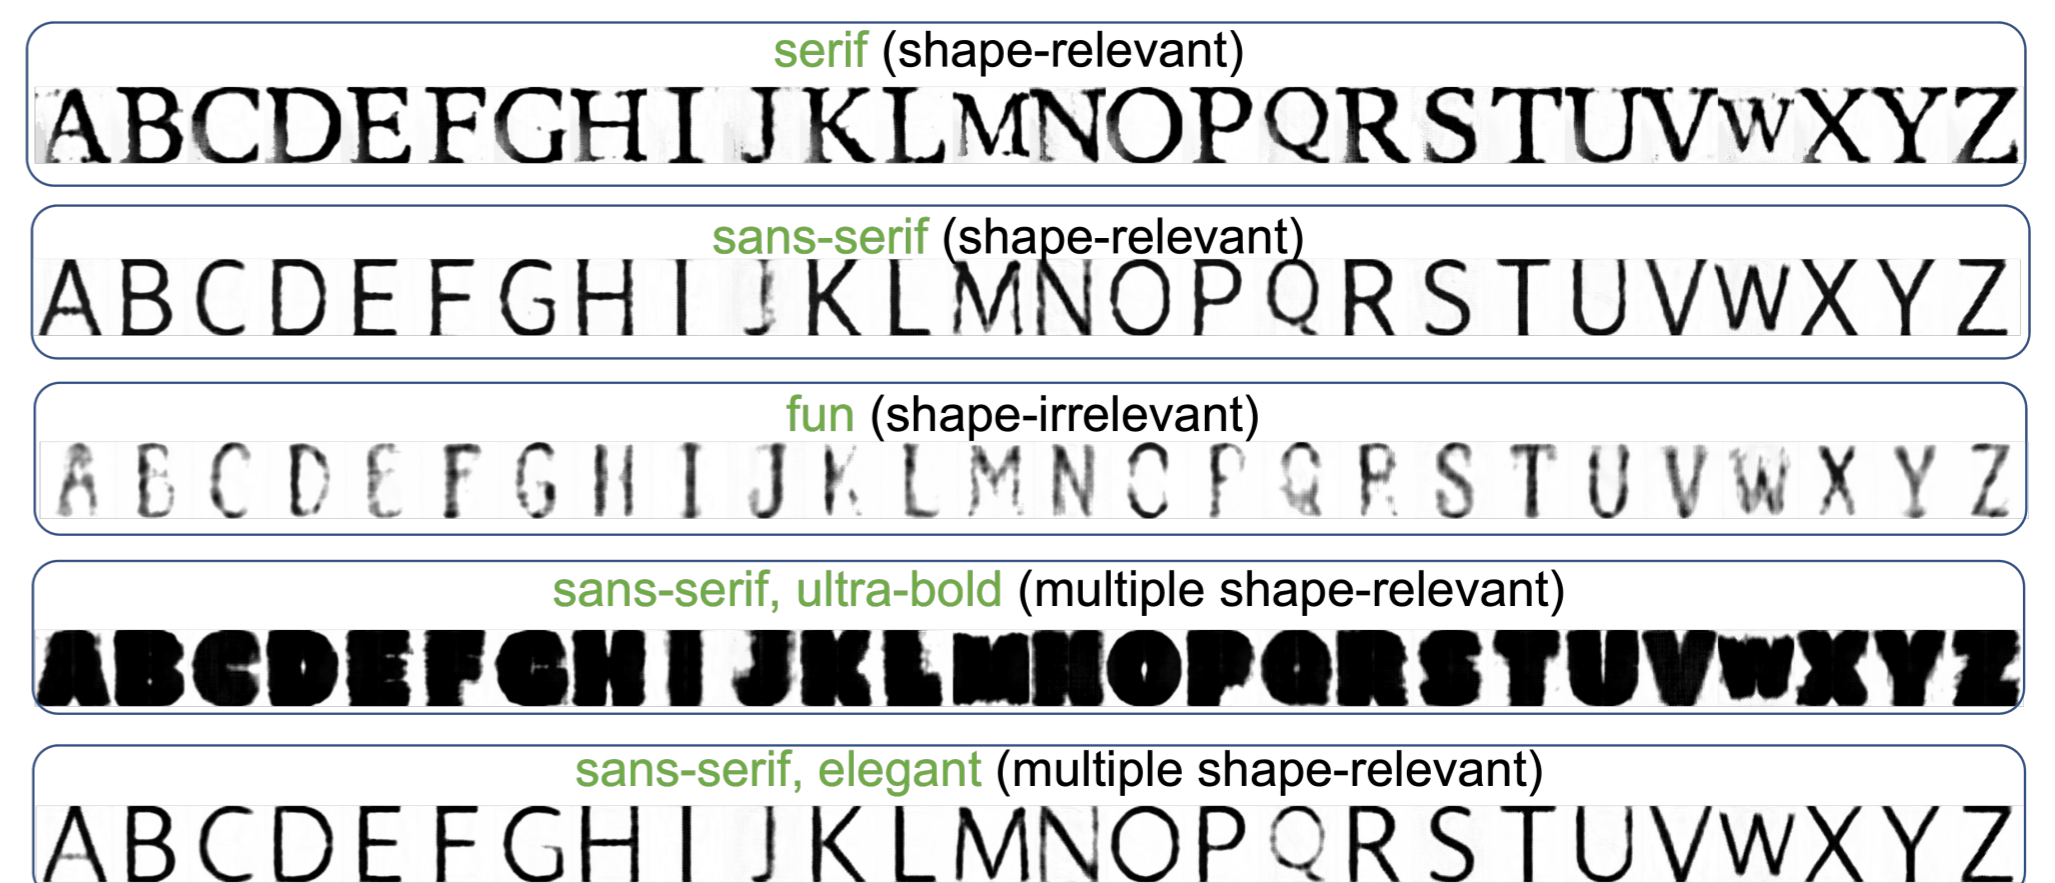 serif (shape-relevant)
ABCDEFGHIJKLMNOPQRSTUVWXYZ
sans-serif (shape-relevant)
ABCDEFGHIJKLMNOPQRSTUVWXYZ
fun (shape-irrelevant)
ABCDEFGHIJKLMNOPQRSTUVWXYZ
sans-serif, ultra-bold (multiple shape-relevant)
ABCDEFGHIJKLMNOPQRSTUVWXYZ
sans-serif, elegant (multiple shape-relevant)
ABCDEFGHIJKLMNOPQRSTUVWXYZ